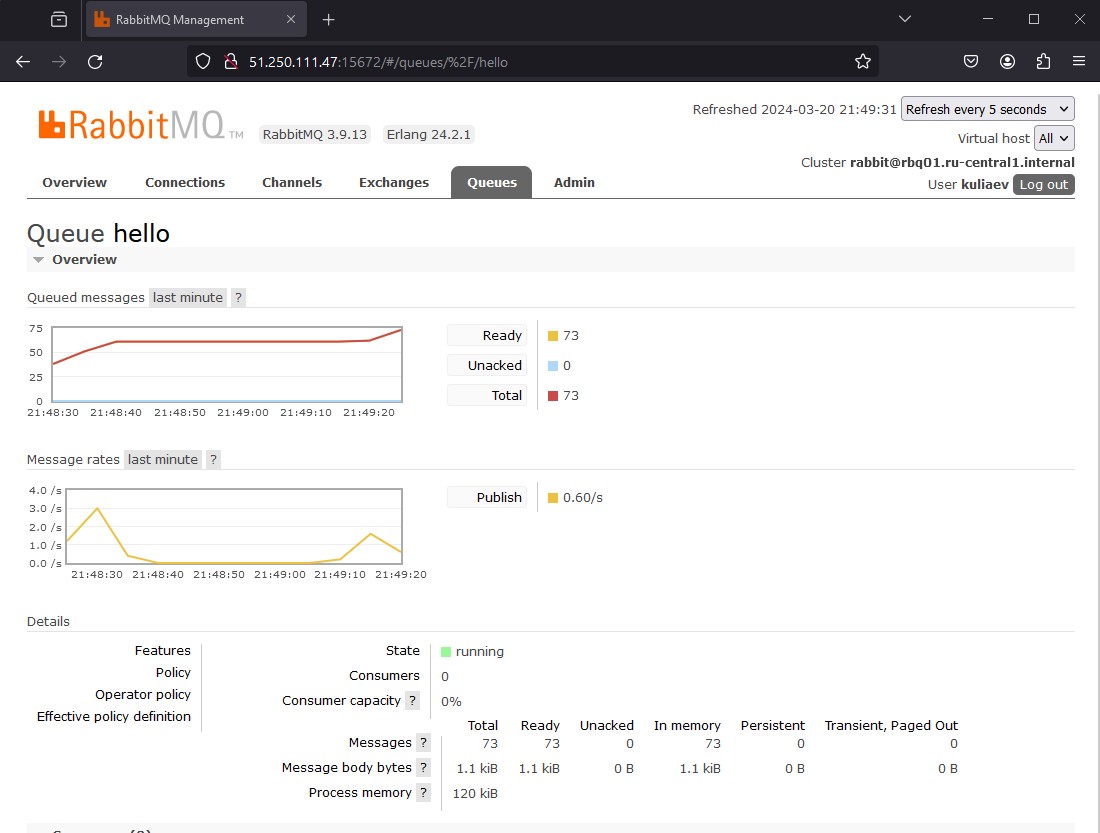 RabbitMQ Management
51.250.111.47:15672/#/queues/%2F/hello
RabbitMQ TM RabbitMQ 3.9.13 Erlang 24.2.1
Refreshed 2024-03-20 21:49:31 Refresh every 5 seconds
Virtual host All
Cluster rabbit@rbq01.ru-central1.internal
User kuliaev Log out
Overview Connections Channels Exchanges Queues Admin
Queue hello
Overview
Queued messages last minute ?
75
50
25
0
21:48:30 21:48:40 21:48:50 21:49:00 21:49:10 21:49:20
Ready 73
Unacked 0
Total 73
Message rates last minute ?
4.0 /s
3.0 /s
2.0 /s
1.0 /s
0.0 /s
21:48:30 21:48:40 21:48:50 21:49:00 21:49:10 21:49:20
Publish 0.60/s
Details
Features
Policy
Operator policy
Effective policy definition
State running
Consumers 0
Consumer capacity ? 0%
Total Ready Unacked In memory Persistent Transient, Paged Out
Messages ? 73 73 0 73 0 0
Message body bytes ? 1.1 kiB 1.1 kiB 0 B 1.1 kiB 0 B 0 B
Process memory ? 120 kiB